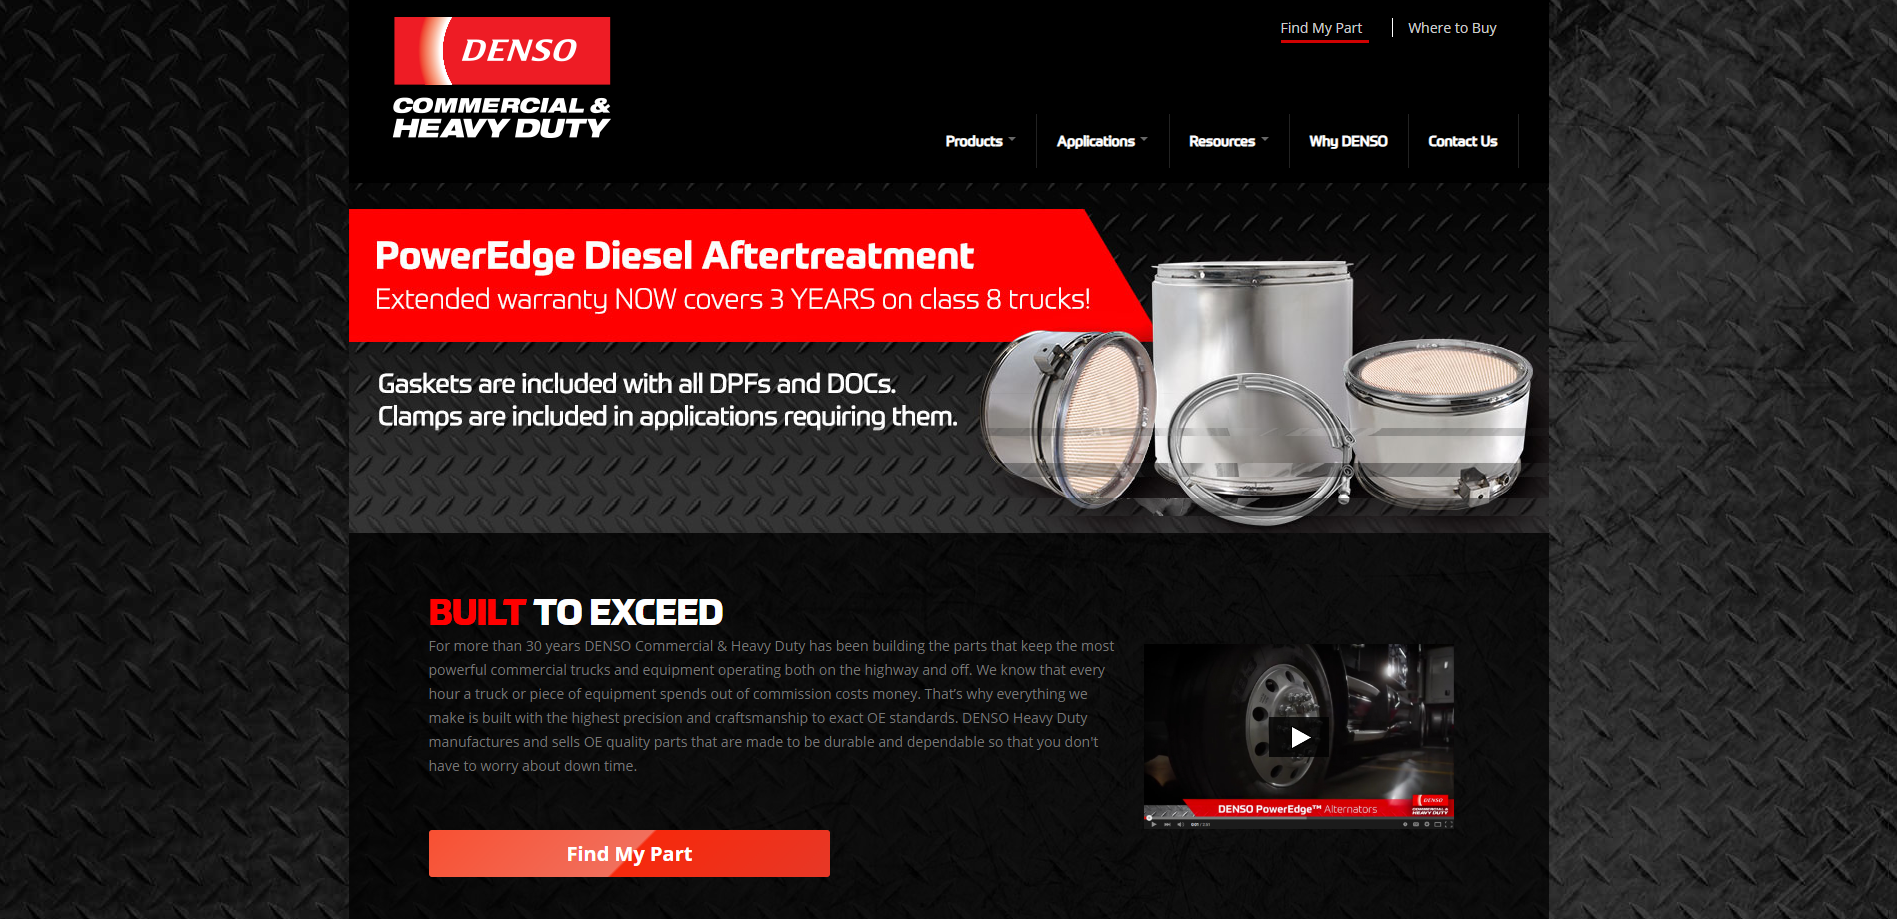 DENSO
COMMERCIAL &
HEAVY DUTY
Find My Part
Where to Buy
Products
Applications
Resources
Why DENSO
Contact Us
PowerEdge Diesel Aftertreatment
Extended warranty NOW covers 3 YEARS on class 8 trucks!
Gaskets are included with all DPFs and DOCs.
Clamps are included in applications requiring them.
BUILT TO EXCEED
For more than 30 years DENSO Commercial & Heavy Duty has been building the parts that keep the most
powerful commercial trucks and equipment operating both on the highway and off. We know that every
hour a truck or piece of equipment spends out of commission costs money. That’s why everything we
make is built with the highest precision and craftsmanship to exact OE standards. DENSO Heavy Duty
manufactures and sells OE quality parts that are made to be durable and dependable so that you don't
have to worry about down time.
DENSO PowerEdge™ Alternators
DENSO
COMMERCIAL &
HEAVY DUTY
Find My Part